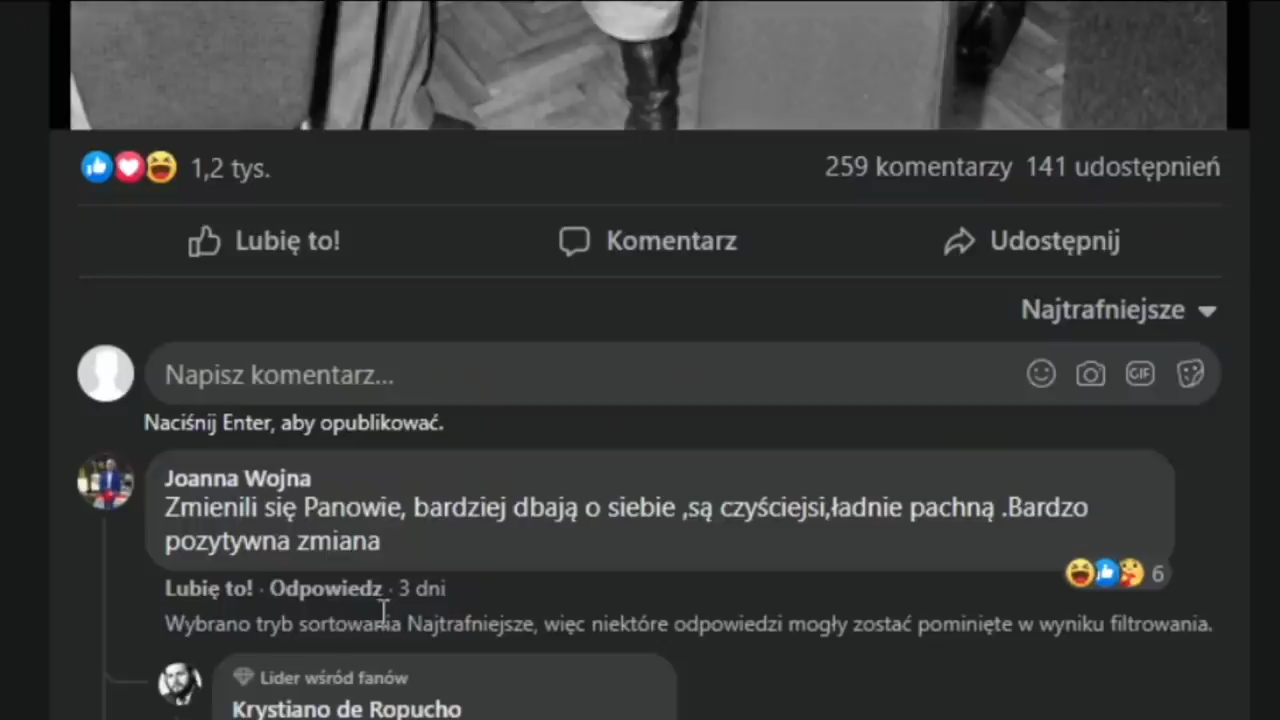 1,2 tys.
259 komentarzy 141 udostępnień
Lubię to! Komentarz Udostępnij
Najtrafniejsze
Napisz komentarz...
GIF
Naciśnij Enter, aby opublikować.
Joanna Wojna
Zmienili się Panowie, bardziej dbają o siebie ,są czyściejsi,ładnie pachną .Bardzo
pozytywna zmiana
6
Lubię to! · Odpowiedz · 3 dni
Wybrano tryb sortowania Najtrafniejsze, więc niektóre odpowiedzi mogły zostać pominięte w wyniku filtrowania.
Lider wśród fanów
Krystiano de Ropucho